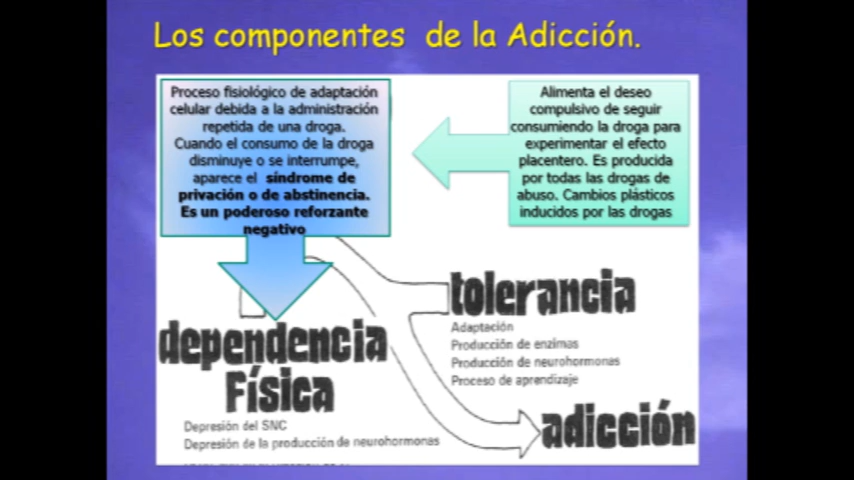 Los componentes de la Adicción.
Proceso fisiológico de adaptación
celular debida a la administración
repetida de una droga.
Cuando el consumo de la droga
disminuye o se interrumpe,
aparece el síndrome de
privación o de abstinencia.
Es un poderoso reforzante
negativo
Alimenta el deseo
compulsivo de seguir
consumiendo la droga para
experimentar el efecto
placentero. Es producida
por todas las drogas de
abuso. Cambios plásticos
inducidos por las drogas
tolerancia
Adaptación
Producción de enzimas
Producción de neurohormonas
Proceso de aprendizaje
dependencia
Física
Depresión del SNC
Depresión de la producción de neurohormonas
adicción